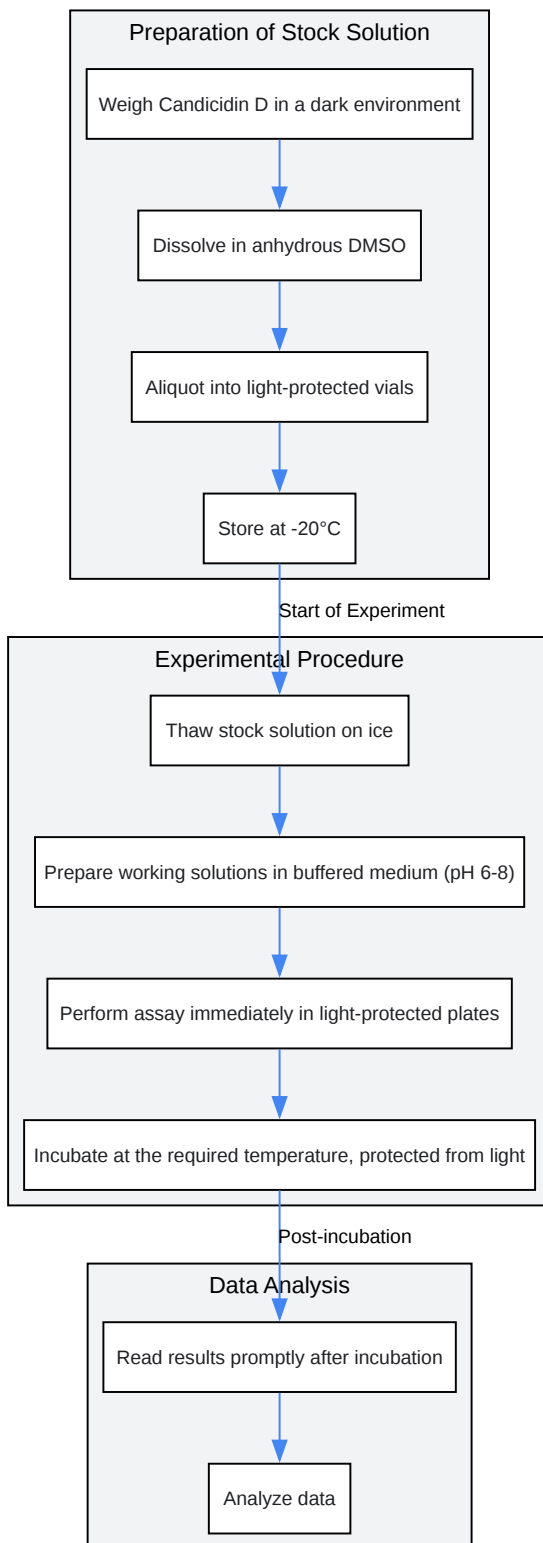 Preparation of Stock Solution
Weigh Candicidin D in a dark environment
Dissolve in anhydrous DMSO
Aliquot into light-protected vials
Store at -20°C
Start of Experiment
Experimental Procedure
Thaw stock solution on ice
Prepare working solutions in buffered medium (pH 6-8)
Perform assay immediately in light-protected plates
Incubate at the required temperature, protected from light
Post-incubation
Data Analysis
Read results promptly after incubation
Analyze data